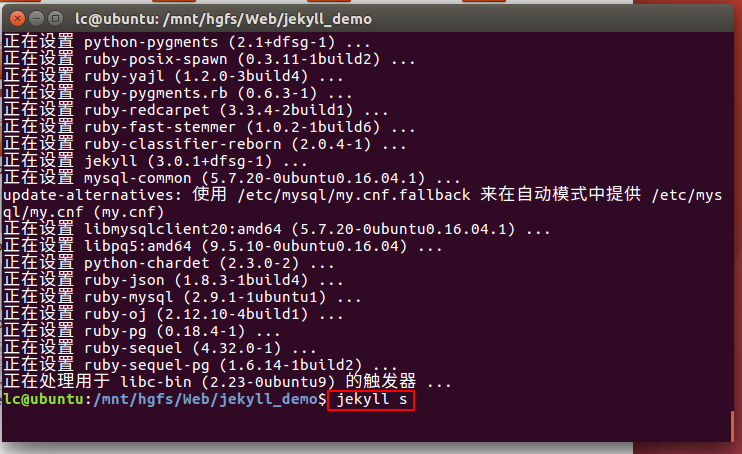 lc@ubuntu: /mnt/hgfs/Web/jekyll_demo
正在设置 python-pygments (2.1+dfsg-1) ...
正在设置 ruby-posix-spawn (0.3.11-1build2) ...
正在设置 ruby-yajl (1.2.0-3build4) ...
正在设置 ruby-pygments.rb (0.6.3-1) ...
正在设置 ruby-redcarpet (3.3.4-2build1) ...
正在设置 ruby-fast-stemmer (1.0.2-1build6) ...
正在设置 ruby-classifier-reborn (2.0.4-1) ...
正在设置 jekyll (3.0.1+dfsg-1) ...
正在设置 mysql-common (5.7.20-0ubuntu0.16.04.1) ...
update-alternatives: 使用 /etc/mysql/my.cnf.fallback 来在自动模式中提供 /etc/mys
ql/my.cnf (my.cnf)
正在设置 libmysqlclient20:amd64 (5.7.20-0ubuntu0.16.04.1) ...
正在设置 libpq5:amd64 (9.5.10-0ubuntu0.16.04) ...
正在设置 python-chardet (2.3.0-2) ...
正在设置 ruby-json (1.8.3-1build4) ...
正在设置 ruby-mysql (2.9.1-1ubuntu1) ...
正在设置 ruby-oj (2.12.10-4build1) ...
正在设置 ruby-pg (0.18.4-1) ...
正在设置 ruby-sequel (4.32.0-1) ...
正在设置 ruby-sequel-pg (1.6.14-1build2) ...
正在处理用于 libc-bin (2.23-0ubuntu9) 的触发器 ...
lc@ubuntu:/mnt/hgfs/Web/jekyll_demo$ jekyll s